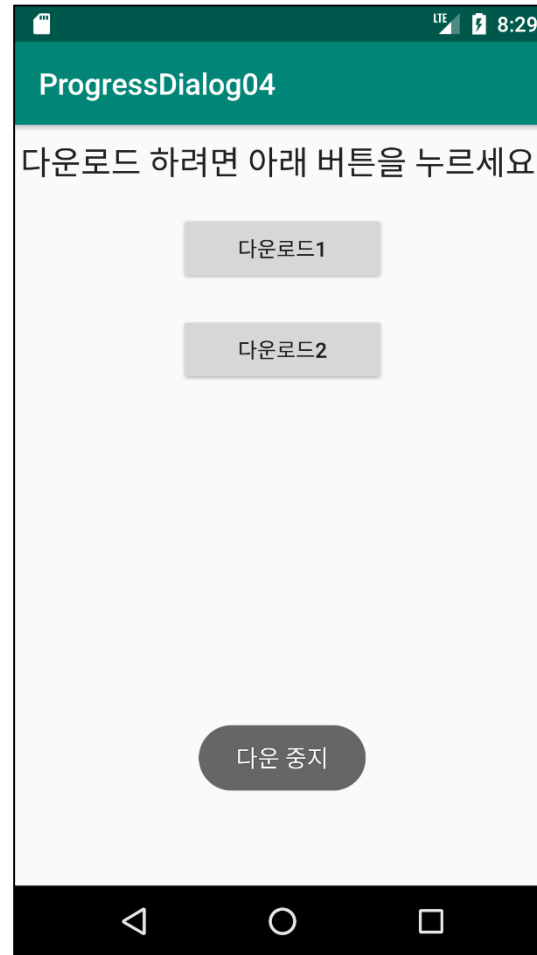 LTE 8:29
ProgressDialog04
다운로드 하려면 아래 버튼을 누르세요
다운로드1
다운로드2
다운 중지